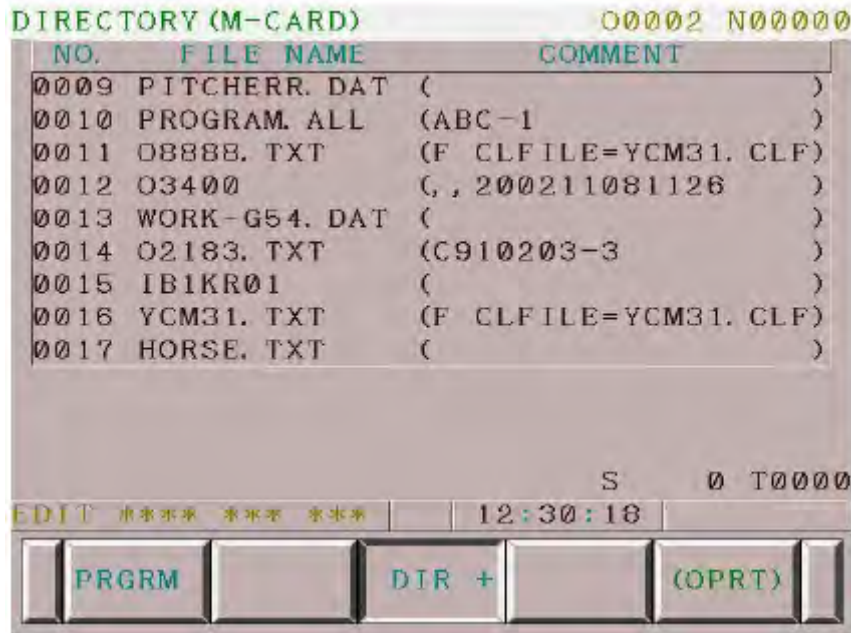 DIRECTORY (M-CARD) O0002 N00000
NO. FILE NAME COMMENT
0009 PITCHERR. DAT ( )
0010 PROGRAM. ALL (ABC-1 )
0011 O8888. TXT (F CLFILE=YCM31. CLF)
0012 O3400 (,,200211081126 )
0013 WORK-G54. DAT ( )
0014 O2183. TXT (C910203-3 )
0015 IB1KR01 ( )
0016 YCM31. TXT (F CLFILE=YCM31. CLF)
0017 HORSE. TXT ( )
S 0 T0000
EDIT **** *** *** 12:30:18
PRGRM DIR + (OPRT)